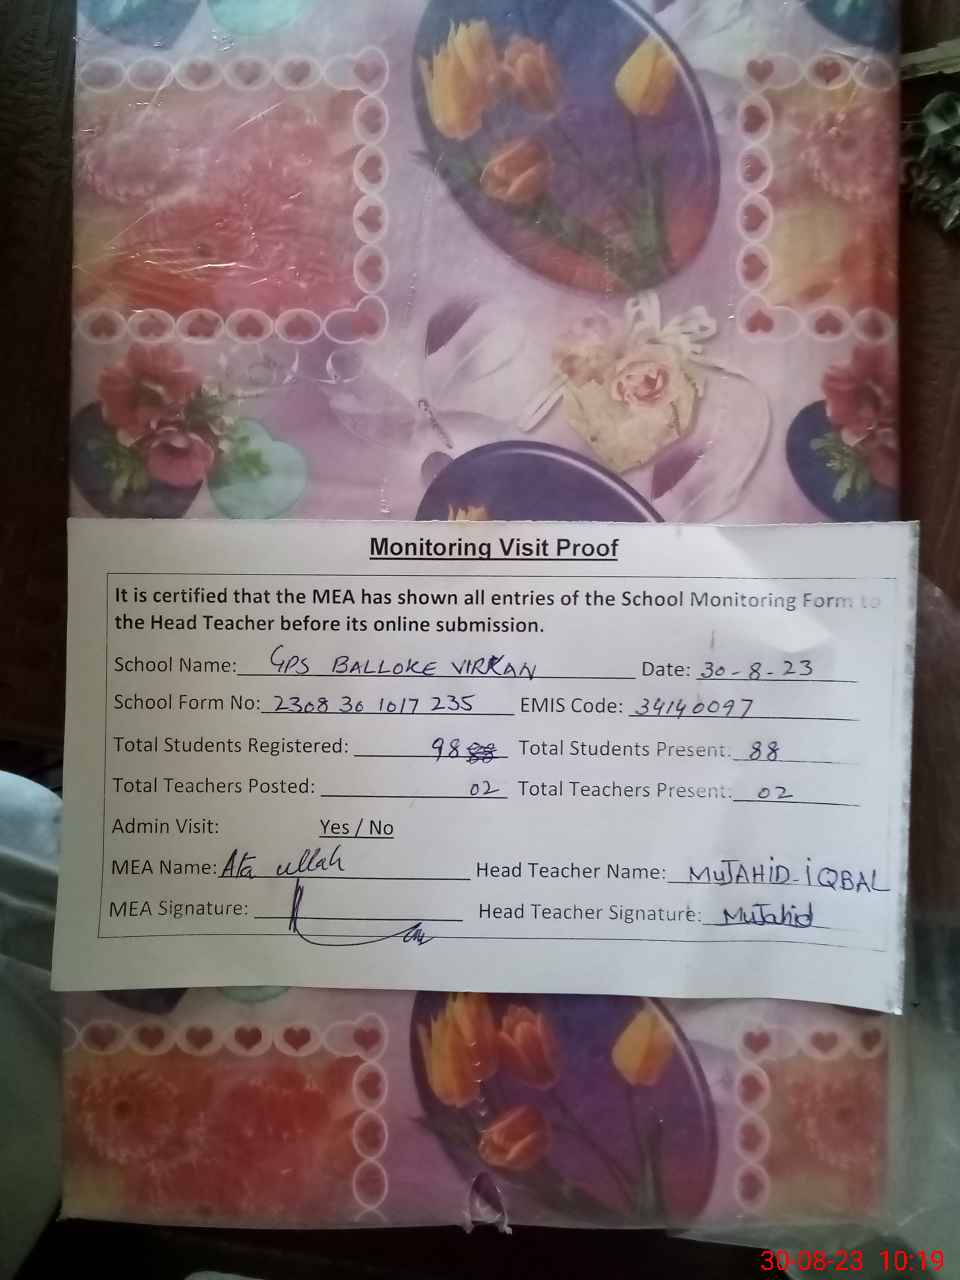 Monitoring Visit Proof
It is certified that the MEA has shown all entries of the School Monitoring Form to
the Head Teacher before its online submission.
School Name: GPS BALLOKE VIRKAN Date: 30-8-23
School Form No: 2308 30 1017 235 EMIS Code: 34140097
Total Students Registered: 98 Total Students Present: 88
Total Teachers Posted: 02 Total Teachers Present: 02
Admin Visit: Yes / No
MEA Name: Ata ullah Head Teacher Name: MUJAHID-IQBAL
MEA Signature: Head Teacher Signature: Mujahid
30-08-23 10:19